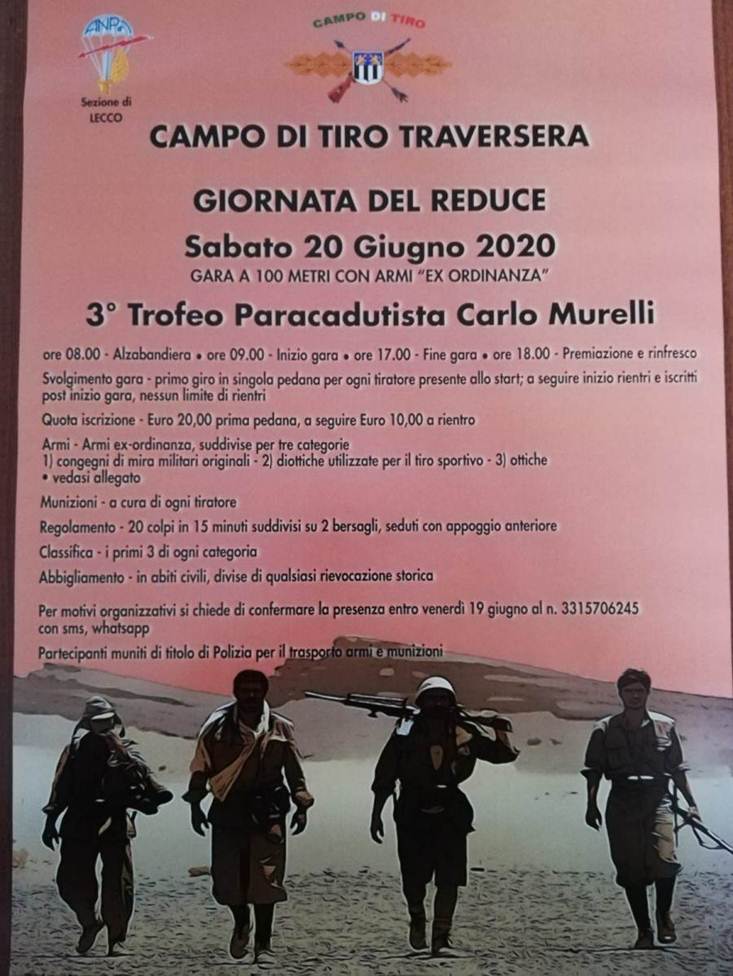 ANPd'I
Sezione di
LECCO
CAMPO DI TIRO
CAMPO DI TIRO TRAVERSERA
GIORNATA DEL REDUCE
Sabato 20 Giugno 2020
GARA A 100 METRI CON ARMI "EX ORDINANZA"
3° Trofeo Paracadutista Carlo Murelli
ore 08.00 - Alzabandiera • ore 09.00 - Inizio gara • ore 17.00 - Fine gara • ore 18.00 - Premiazione e rinfresco
Svolgimento gara - primo giro in singola pedana per ogni tiratore presente allo start; a seguire inizio rientri e iscritti
post inizio gara, nessun limite di rientri
Quota iscrizione - Euro 20,00 prima pedana, a seguire Euro 10,00 a rientro
Armi - Armi ex-ordinanza, suddivise per tre categorie
1) congegni di mira militari originali - 2) diottiche utilizzate per il tiro sportivo - 3) ottiche
• vedasi allegato
Munizioni - a cura di ogni tiratore
Regolamento - 20 colpi in 15 minuti suddivisi su 2 bersagli, seduti con appoggio anteriore
Classifica - i primi 3 di ogni categoria
Abbigliamento - in abiti civili, divise di qualsiasi rievocazione storica
Per motivi organizzativi si chiede di confermare la presenza entro venerdì 19 giugno al n. 3315706245
con sms, whatsapp
Partecipanti muniti di titolo di Polizia per il trasporto armi e munizioni